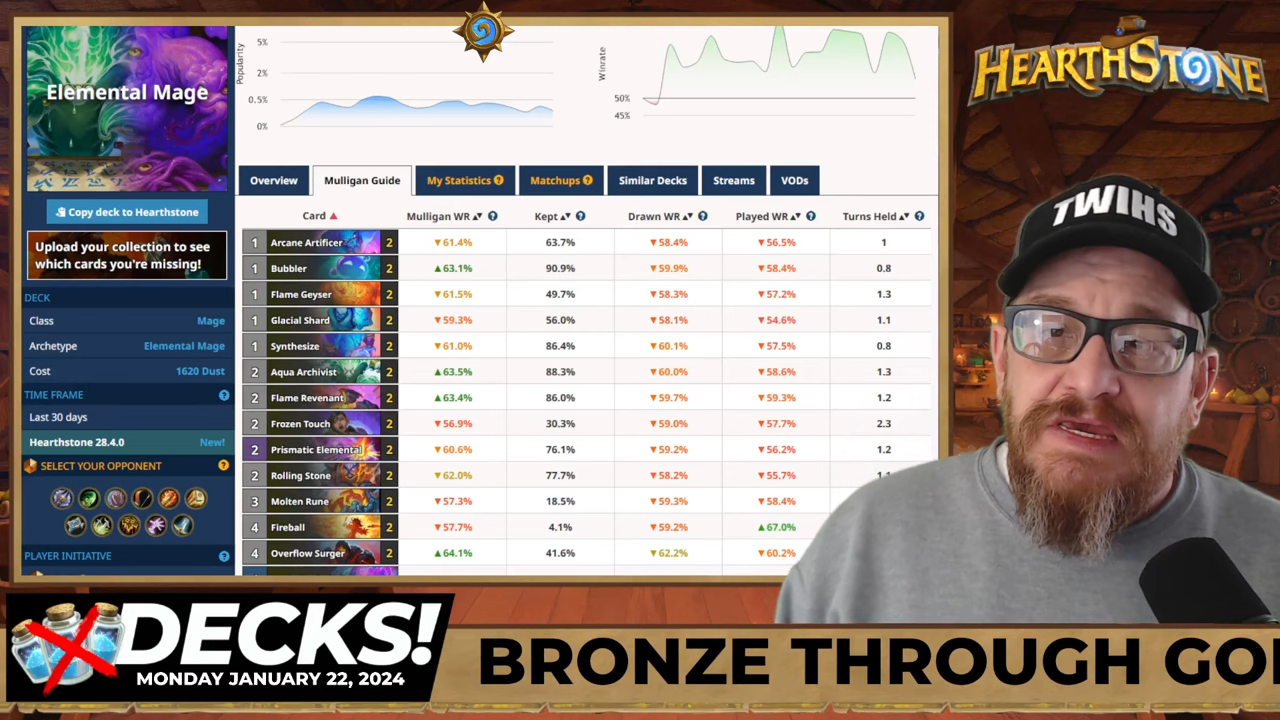 Elemental Mage
Copy deck to Hearthstone
Upload your collection to see
which cards you're missing!
DECK
Class Mage
Archetype Elemental Mage
Cost 1620 Dust
TIME FRAME ?
Last 30 days
Hearthstone 28.4.0 New!
SELECT YOUR OPPONENT ?
PLAYER INITIATIVE ?
Popularity
5%
2%
0.5%
0%
Winrate
50%
45%
Overview Mulligan Guide My Statistics ? Matchups ? Similar Decks Streams VODs
Card Mulligan WR ? Kept ? Drawn WR ? Played WR ? Turns Held ?
1 Arcane Artificer 2 ▼61.4% 63.7% ▼58.4% ▼56.5% 1
1 Bubbler 2 ▲63.1% 90.9% ▼59.9% ▼58.4% 0.8
1 Flame Geyser 2 ▼61.5% 49.7% ▼58.3% ▼57.2% 1.3
1 Glacial Shard 2 ▼59.3% 56.0% ▼58.1% ▼54.6% 1.1
1 Synthesize 2 ▼61.0% 86.4% ▼60.1% ▼57.5% 0.8
2 Aqua Archivist 2 ▲63.5% 88.3% ▼60.0% ▼58.6% 1.3
2 Flame Revenant 2 ▲63.4% 86.0% ▼59.7% ▼59.3% 1.2
2 Frozen Touch 2 ▼56.9% 30.3% ▼59.0% ▼57.7% 2.3
2 Prismatic Elemental 2 ▼60.6% 76.1% ▼59.2% ▼56.2% 1.2
2 Rolling Stone 2 ▼62.0% 77.7% ▼58.2% ▼55.7%
3 Molten Rune 2 ▼57.3% 18.5% ▼59.3% ▼58.4%
4 Fireball 2 ▼57.7% 4.1% ▼59.2% ▲67.0%
4 Overflow Surger 2 ▲64.1% 41.6% ▼62.2% ▼60.2%
HEARTHSTONE
TWIHS
DECKS!
MONDAY JANUARY 22, 2024
BRONZE THROUGH